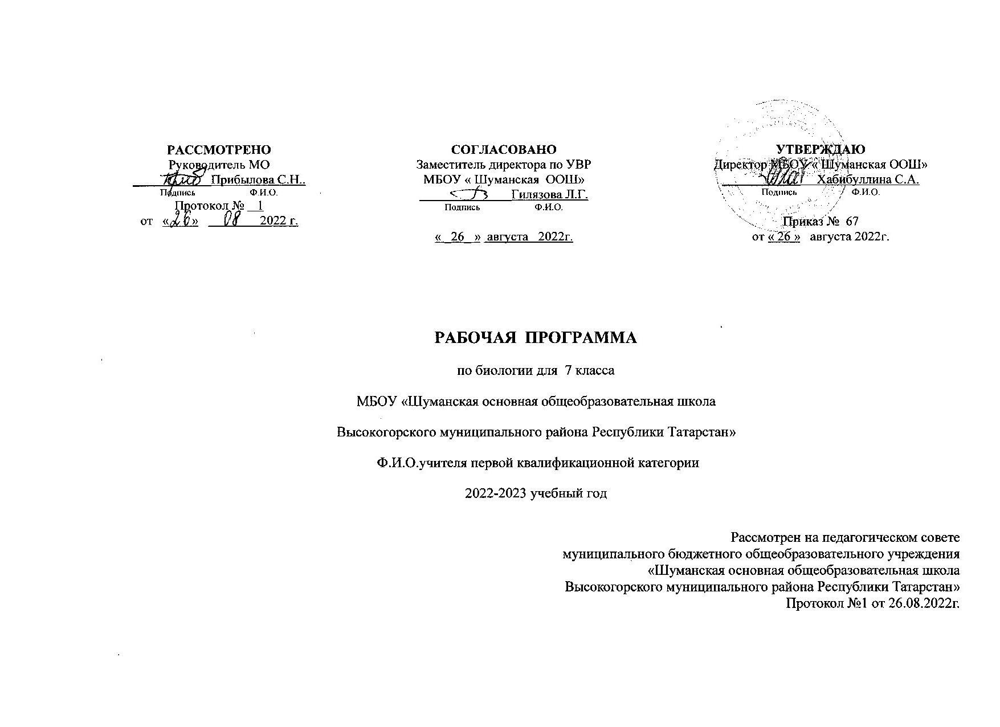 РАССМОТРЕНО
Руководитель МО
Прибылова С.Н..
Подпись Ф.И.О.
Протокол № 1
от «26» 08 2022 г.
СОГЛАСОВАНО
Заместитель директора по УВР
МБОУ « Шуманская ООШ»
Гилязова Л.Г.
Подпись Ф.И.О.
« 26 » августа 2022г.
УТВЕРЖДАЮ
Директор МБОУ « Шуманская ООШ»
Хабибуллина С.А.
Подпись Ф.И.О.
Приказ № 67
от « 26 » августа 2022г.
РАБОЧАЯ ПРОГРАММА
по биологии для 7 класса
МБОУ «Шуманская основная общеобразовательная школа
Высокогорского муниципального района Республики Татарстан»
Ф.И.О.учителя первой квалификационной категории
2022-2023 учебный год
Рассмотрен на педагогическом совете
муниципального бюджетного общеобразовательного учреждения
«Шуманская основная общеобразовательная школа
Высокогорского муниципального района Республики Татарстан»
Протокол №1 от 26.08.2022г.